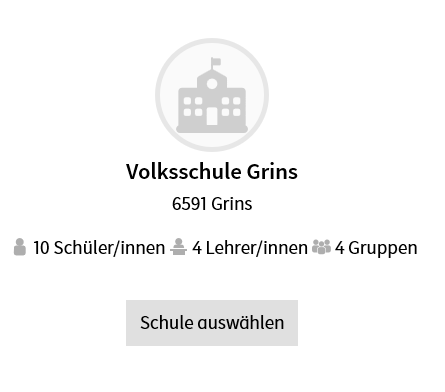 Volksschule Grins
6591 Grins
10 Schüler/innen 4 Lehrer/innen 4 Gruppen
Schule auswählen